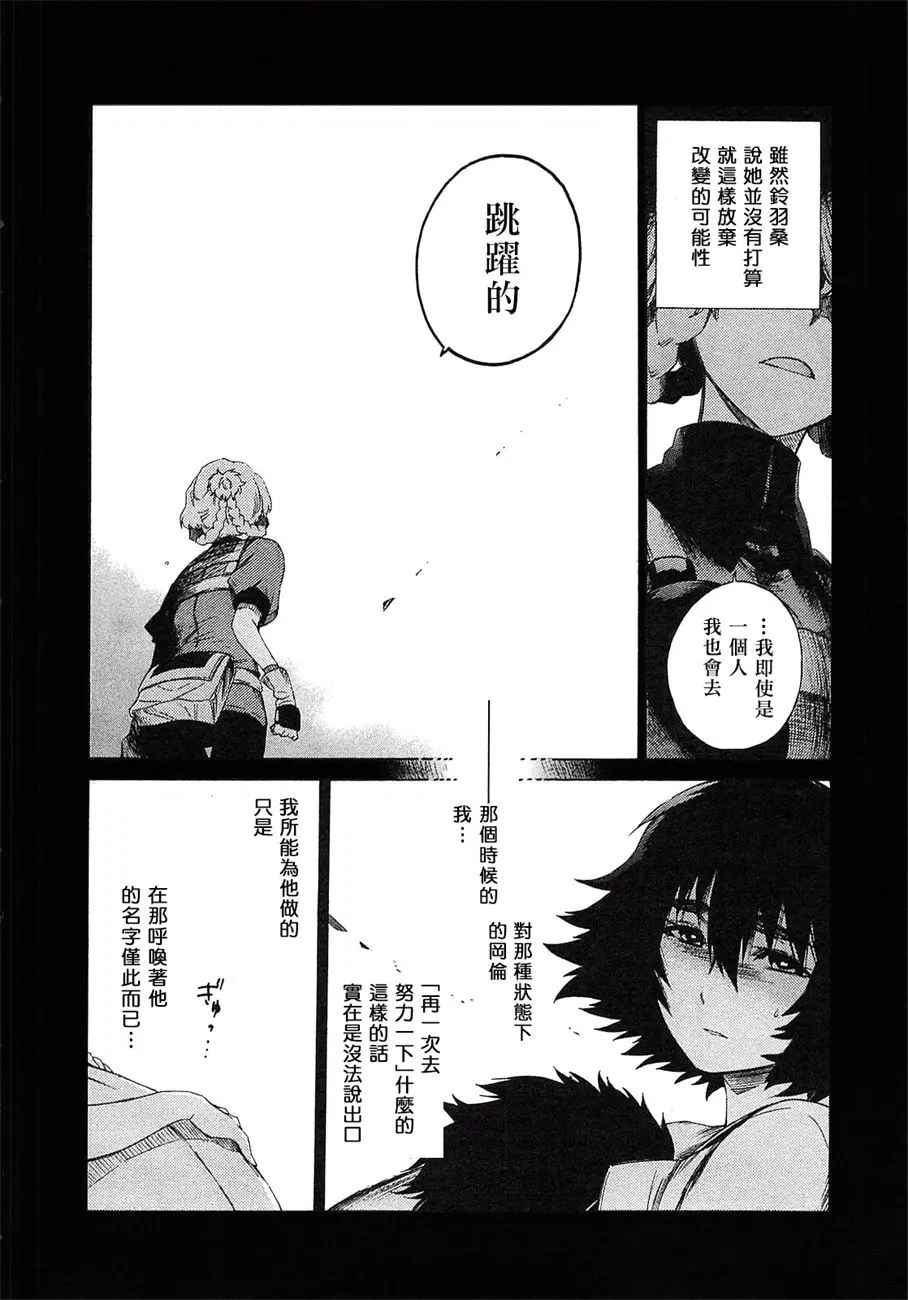 雖然鈴羽桑
說她並沒有打算
就這樣放棄
改變的可能性
…我即使是
一個人
我也會去
跳躍的
——那個時候的
我…
對那種狀態下
的岡倫
「再一次去
努力一下」什麼的
這樣的話
實在是沒法說出口
我所能為他做的
只是
ぎゅ
在那呼喚著他
的名字僅此而已…